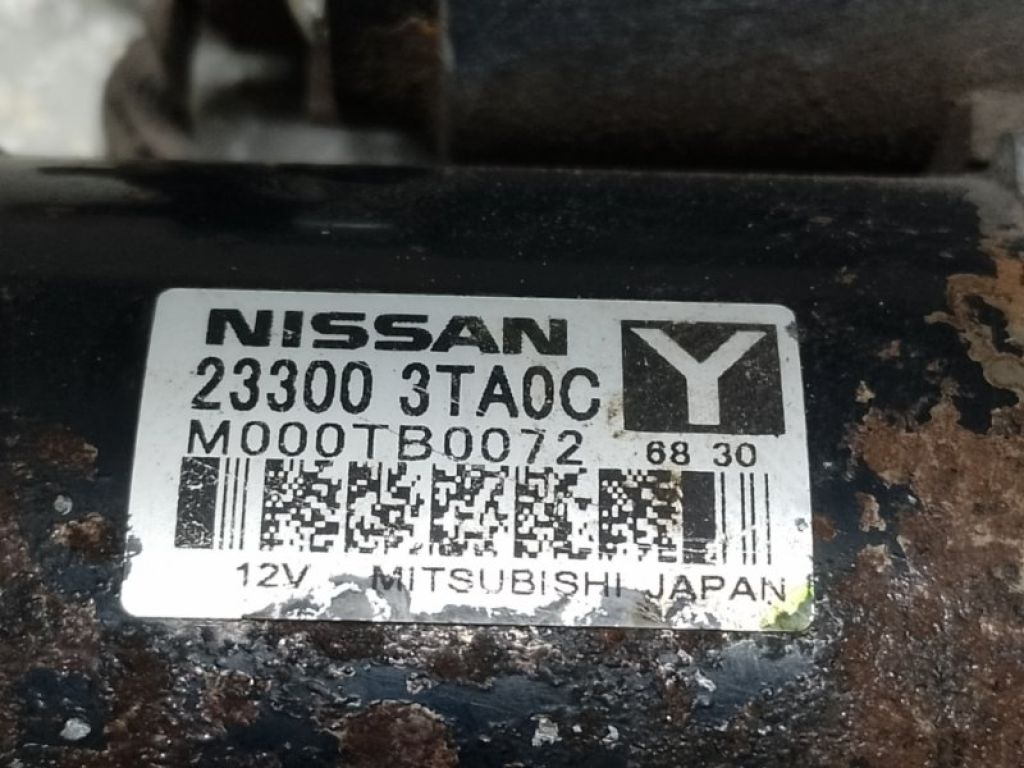 NISSAN
23300 3TA0C Y
M000TB0072 68 30
12V MITSUBISHI JAPAN